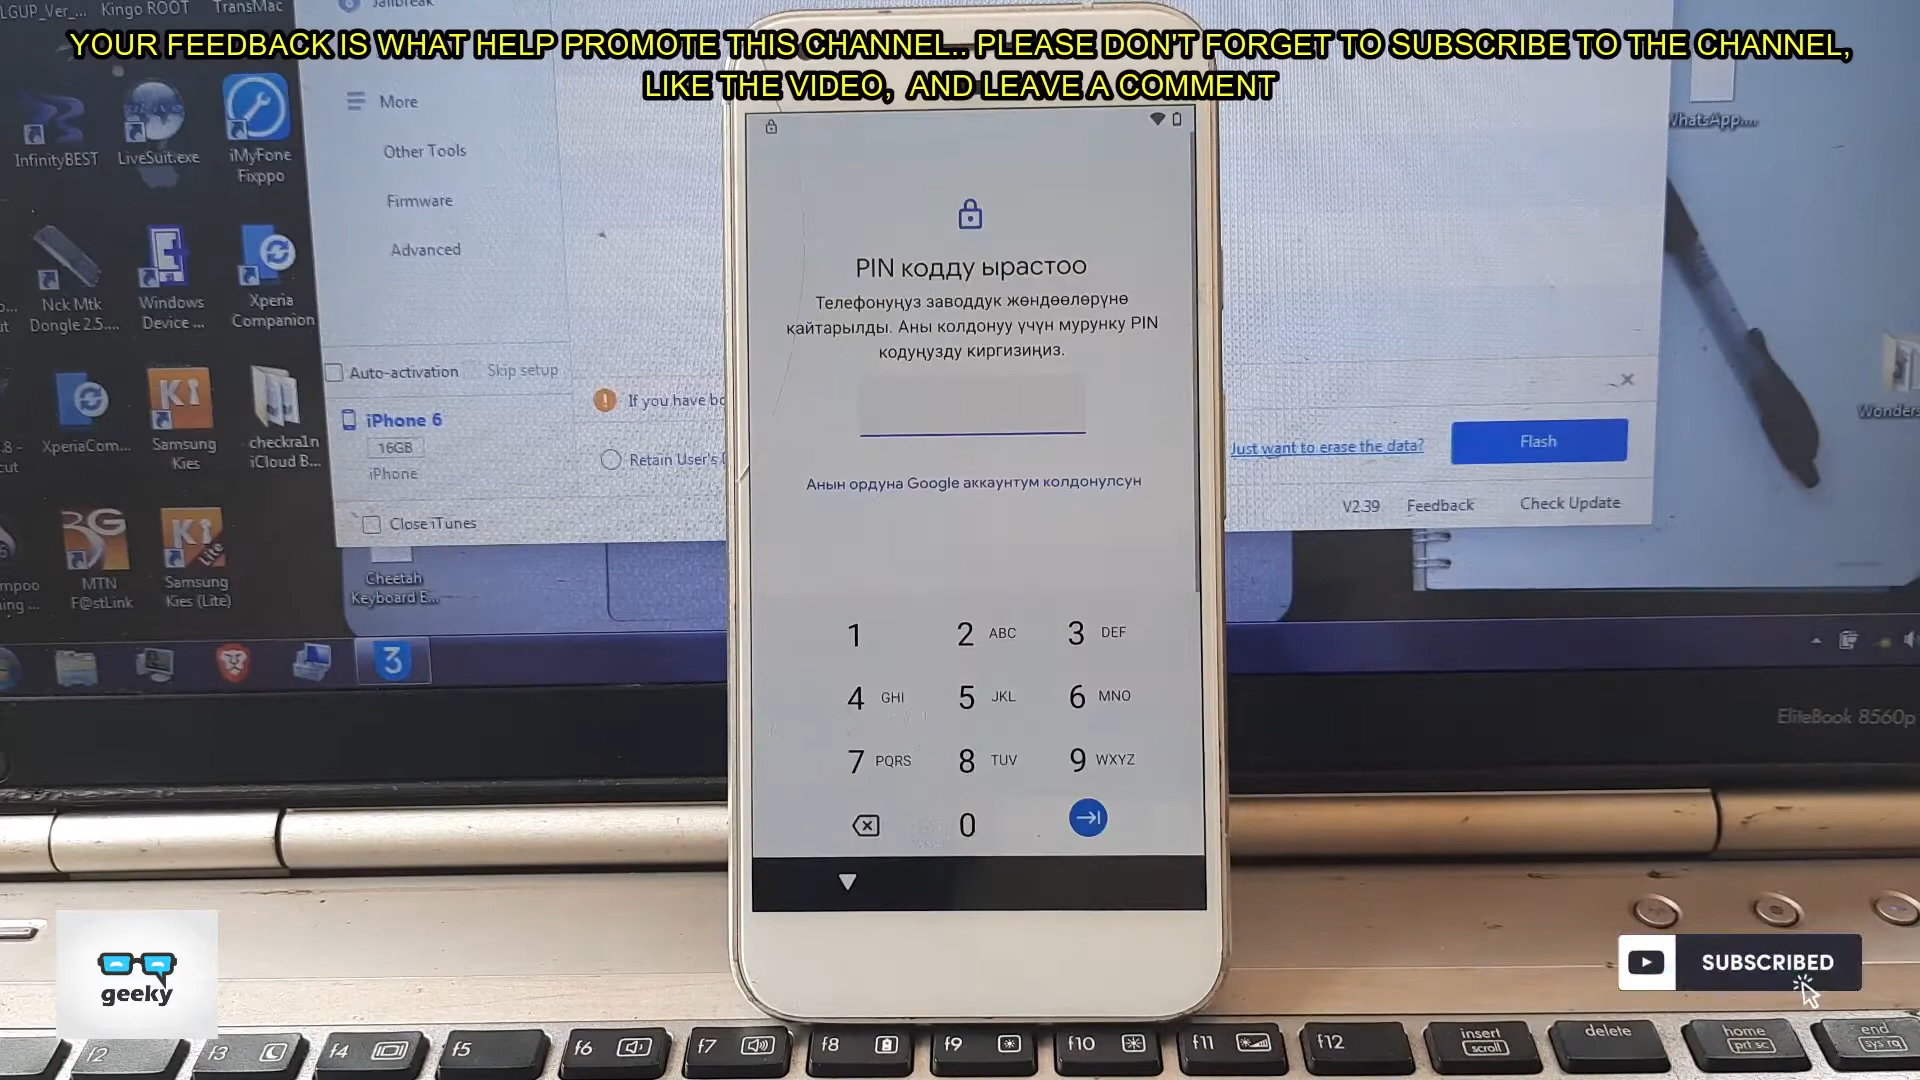 LGUP_Ver_...
Kingo ROOT
TransMac
Jailbreak
YOUR FEEDBACK IS WHAT HELP PROMOTE THIS CHANNEL.. PLEASE DON'T FORGET TO SUBSCRIBE TO THE CHANNEL,
LIKE THE VIDEO, AND LEAVE A COMMENT
More
Other Tools
Firmware
Advanced
InfinityBEST
LiveSuit.exe
iMyFone
Fixppo
WhatsApp....
Nck Mtk
Dongle 2.5....
Windows
Device ...
Xperia
Companion
Auto-activation
Skip setup
iPhone 6
16GB
iPhone
Close iTunes
If you have
Retain User's
Just want to erase the data?
Flash
V2.39
Feedback
Check Update
XperiaCom...
Samsung
Kies
checkra1n
iCloud B...
3G
MTN
F@stLink
Lite
Samsung
Kies (Lite)
Cheetah
Keyboard E...
PIN кодду ырастоо
Телефонуңуз заводдук жөндөөлөрүнө
кайтарылды. Аны колдонуу үчүн мурунку PIN
кодуңузду киргизиңиз.
Анын ордуна Google аккаунтум колдонулсун
1
2 ABC
3 DEF
4 GHI
5 JKL
6 MNO
7 PQRS
8 TUV
9 WXYZ
0
3
EliteBook 8560p
geeky
SUBSCRIBED
f2
f3
f4
f5
f6
f7
f8
f9
f10
f11
f12
insert
scroll
delete
home
prt sc
end
sys rq